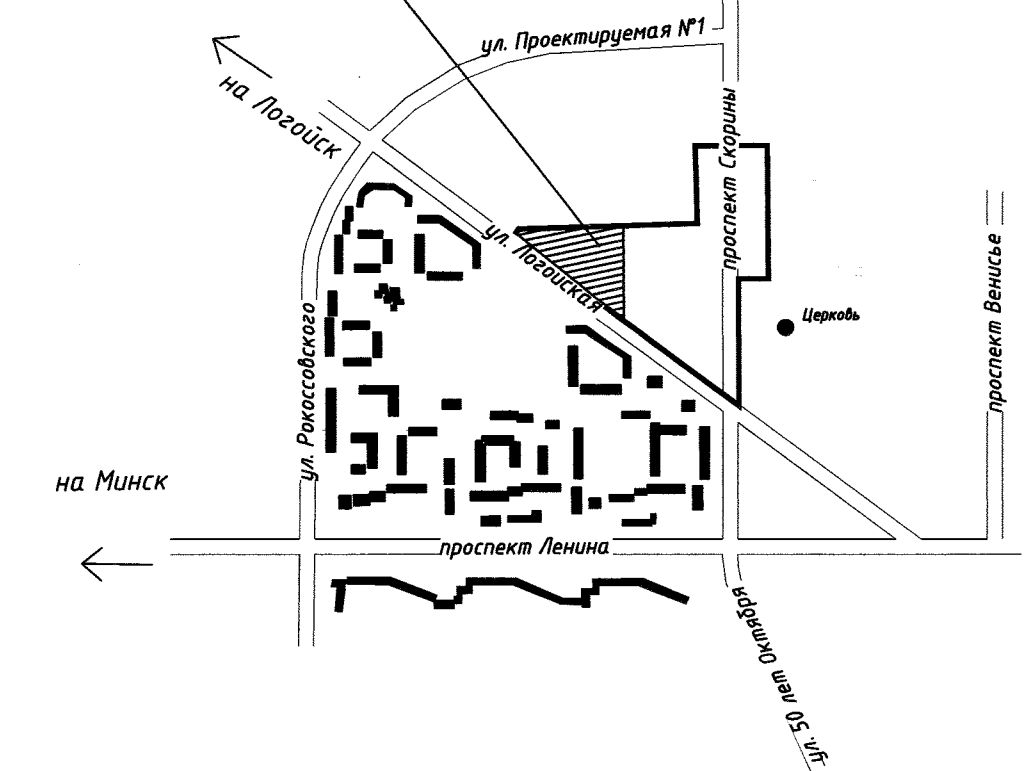 ул. Проектируемая №1
на Логойск
проспект Скорины
ул. Логойская
проспект Венисье
Церковь
ул. Рокоссовского
на Минск
проспект Ленина
ул. 50 лет Октября